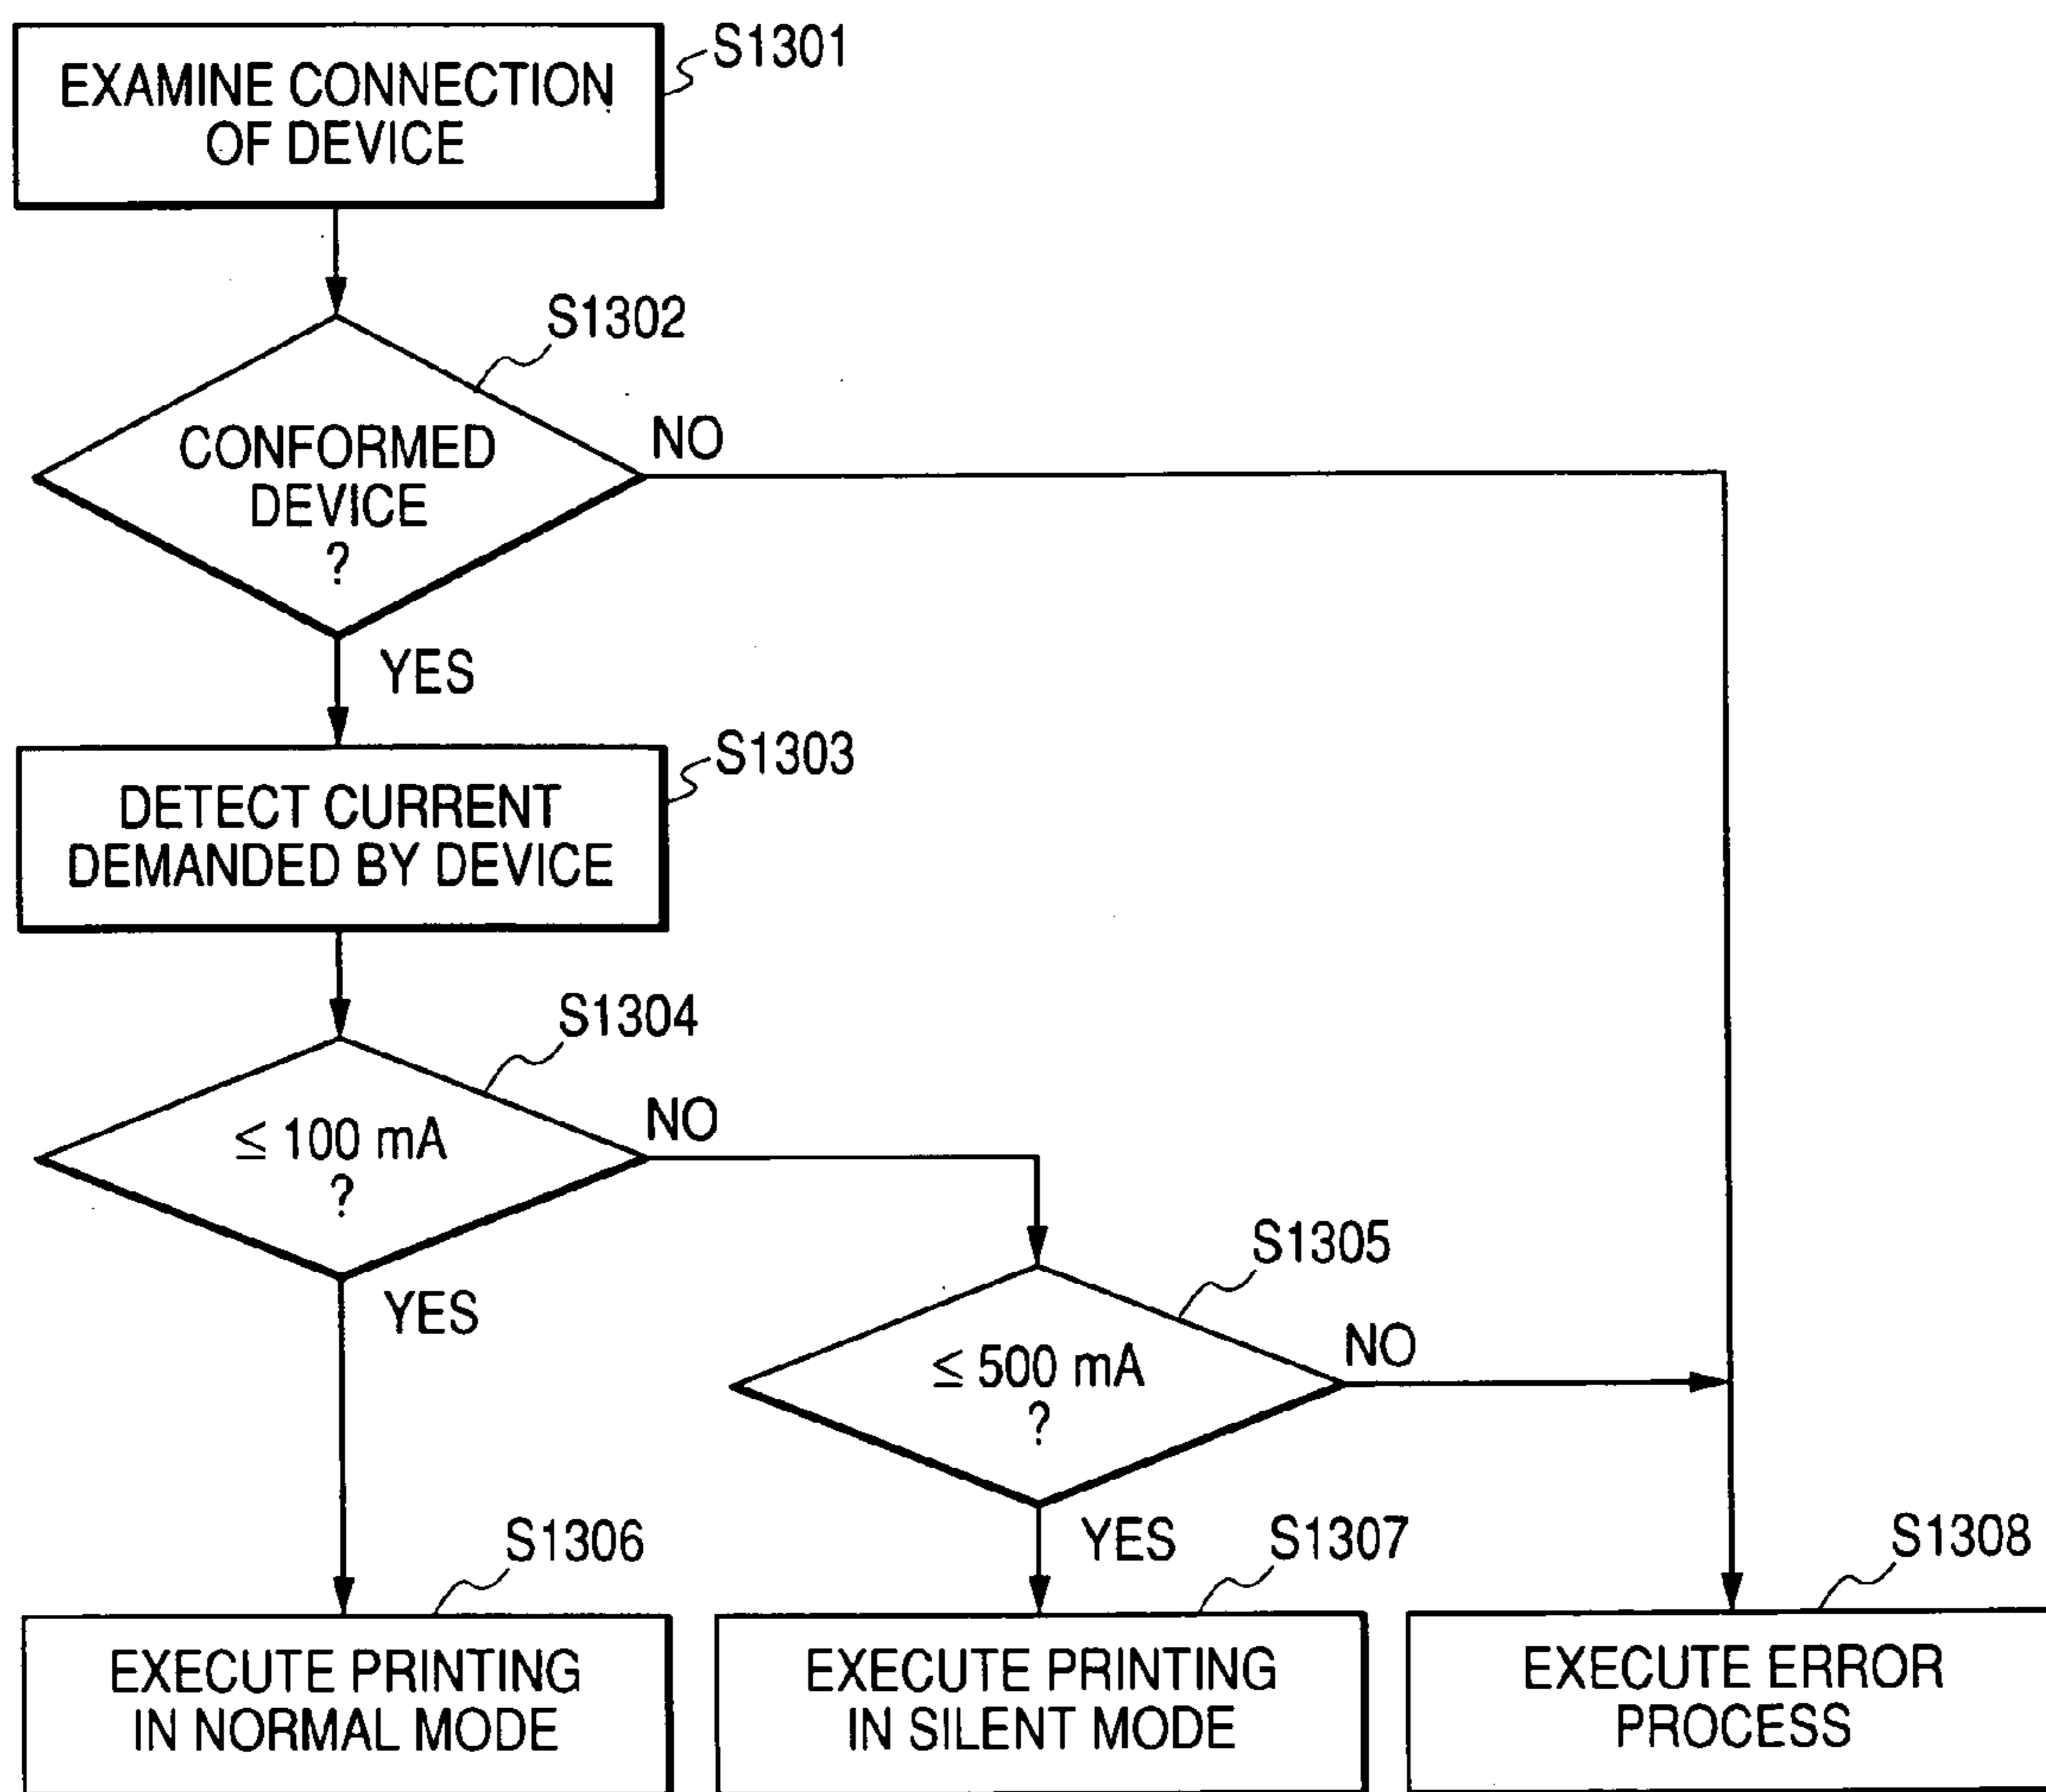 S1301
EXAMINE CONNECTION
OF DEVICE
S1302
CONFORMED
DEVICE
?
NO
YES
S1303
DETECT CURRENT
DEMANDED BY DEVICE
S1304
≤ 100 mA
?
NO
YES
S1305
≤ 500 mA
?
NO
YES
S1306
EXECUTE PRINTING
IN NORMAL MODE
S1307
EXECUTE PRINTING
IN SILENT MODE
S1308
EXECUTE ERROR
PROCESS